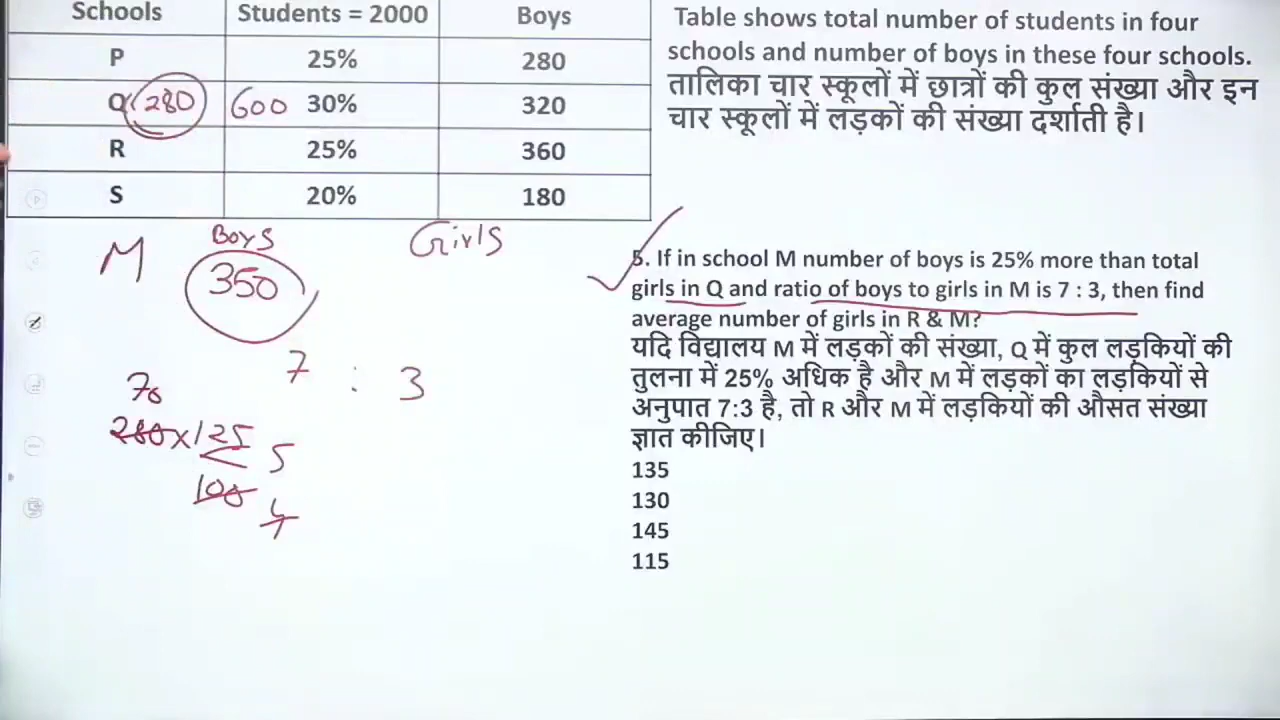 Schools Students = 2000 Boys
P 25% 280
Q 280 600 30% 320
R 25% 360
S 20% 180
Table shows total number of students in four
schools and number of boys in these four schools.
तालिका चार स्कूलों में छात्रों की कुल संख्या और इन
चार स्कूलों में लड़कों की संख्या दर्शाती है।
M Boys Girls
350
7 : 3
70
280x125 5
100 4
5. If in school M number of boys is 25% more than total
girls in Q and ratio of boys to girls in M is 7 : 3, then find
average number of girls in R & M?
यदि विद्यालय M में लड़कों की संख्या, Q में कुल लड़कियों की
तुलना में 25% अधिक है और M में लड़कों का लड़कियों से
अनुपात 7:3 है, तो R और M में लड़कियों की औसत संख्या
ज्ञात कीजिए।
135
130
145
115